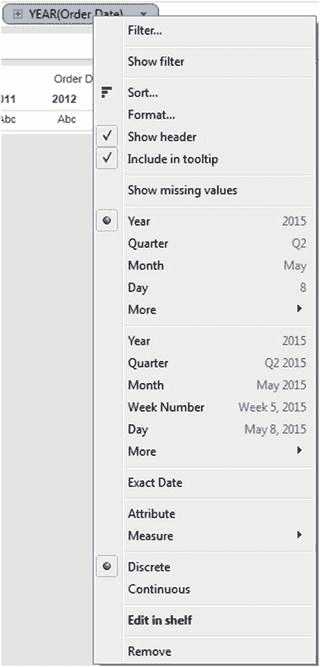 YEAR(Order Date)
Filter...
Show filter
Order D
011 2012
Abc Abc
Sort...
Format...
Show header
Include in tooltip
Show missing values
Year 2015
Quarter Q2
Month May
Day 8
More
Year 2015
Quarter Q2 2015
Month May 2015
Week Number Week 5, 2015
Day May 8, 2015
More
Exact Date
Attribute
Measure
Discrete
Continuous
Edit in shelf
Remove